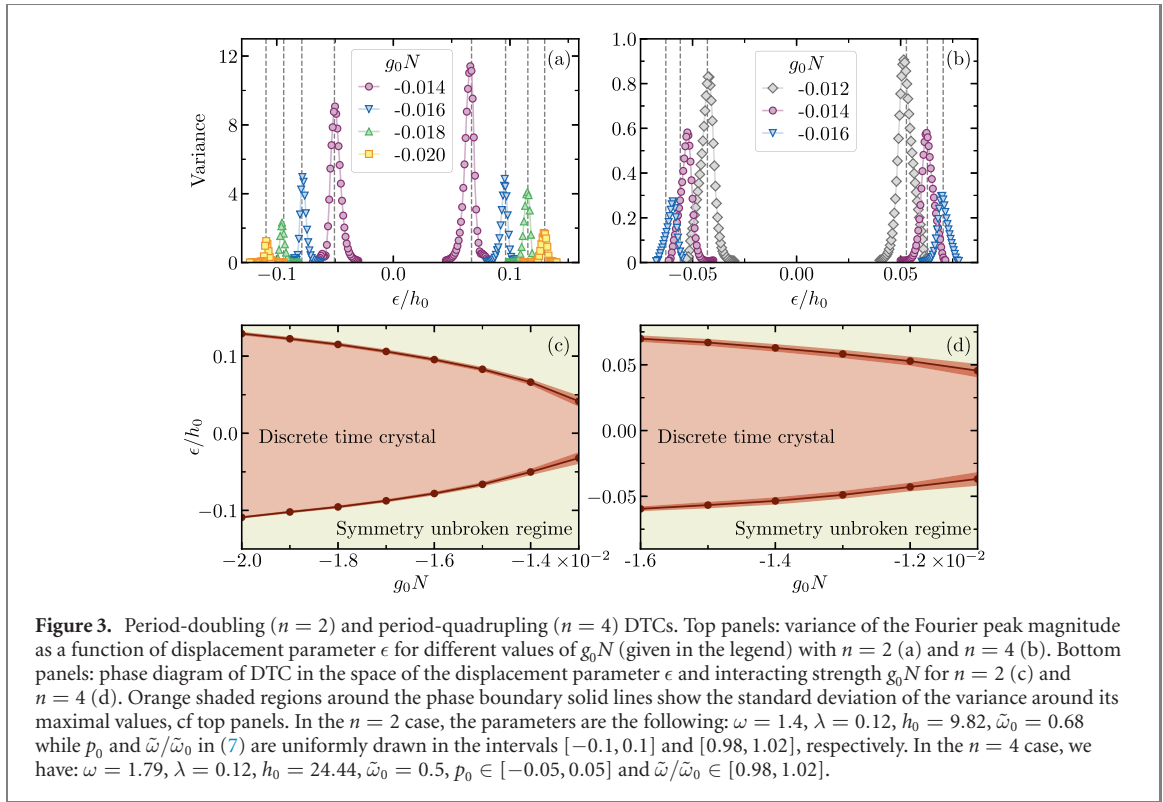 12
8
4
0
Variance
−0.1
0.0
0.1
ϵ/h₀
(a)
g₀N
-0.014
-0.016
-0.018
-0.020
1.0
0.8
0.6
0.4
0.2
0
−0.05
0.00
0.05
ϵ/h₀
(b)
g₀N
-0.012
-0.014
-0.016
0.1
0.0
−0.1
ϵ/h₀
(c)
Discrete time crystal
Symmetry unbroken regime
−2.0
−1.8
−1.6
−1.4 ×10⁻²
g₀N
0.05
0.00
−0.05
(d)
Discrete time crystal
Symmetry unbroken regime
-1.6
-1.4
-1.2 ×10⁻²
g₀N
Figure 3. Period-doubling (n = 2) and period-quadrupling (n = 4) DTCs. Top panels: variance of the Fourier peak magnitude
as a function of displacement parameter ϵ for different values of g₀N (given in the legend) with n = 2 (a) and n = 4 (b). Bottom
panels: phase diagram of DTC in the space of the displacement parameter ϵ and interacting strength g₀N for n = 2 (c) and
n = 4 (d). Orange shaded regions around the phase boundary solid lines show the standard deviation of the variance around its
maximal values, cf top panels. In the n = 2 case, the parameters are the following: ω = 1.4, λ = 0.12, h₀ = 9.82, ω̃₀ = 0.68
while p₀ and ω̃/ω̃₀ in (7) are uniformly drawn in the intervals [−0.1, 0.1] and [0.98, 1.02], respectively. In the n = 4 case, we
have: ω = 1.79, λ = 0.12, h₀ = 24.44, ω̃₀ = 0.5, p₀ ∈ [−0.05, 0.05] and ω̃/ω̃₀ ∈ [0.98, 1.02].